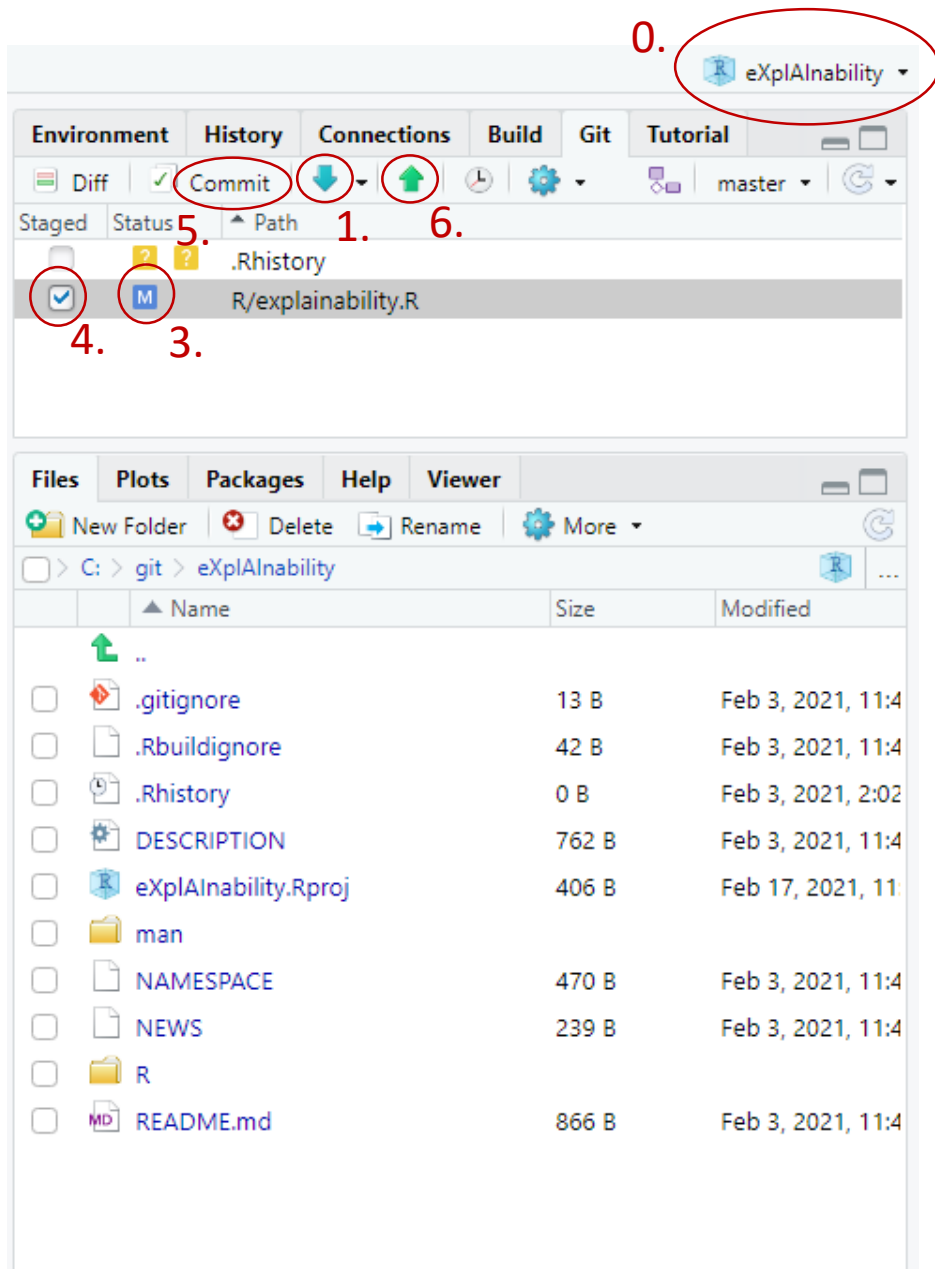 0.
eXplAInability
Environment History Connections Build Git Tutorial
Diff Commit master
5. 1. 6.
Staged Status Path
? ? .Rhistory
M R/explainability.R
4. 3.
Files Plots Packages Help Viewer
New Folder Delete Rename More
C: > git > eXplAInability R ...
Name Size Modified
..
.gitignore 13 B Feb 3, 2021, 11:4
.Rbuildignore 42 B Feb 3, 2021, 11:4
.Rhistory 0 B Feb 3, 2021, 2:02
DESCRIPTION 762 B Feb 3, 2021, 11:4
eXplAInability.Rproj 406 B Feb 17, 2021, 11:
man
NAMESPACE 470 B Feb 3, 2021, 11:4
NEWS 239 B Feb 3, 2021, 11:4
R
MD README.md 866 B Feb 3, 2021, 11:4